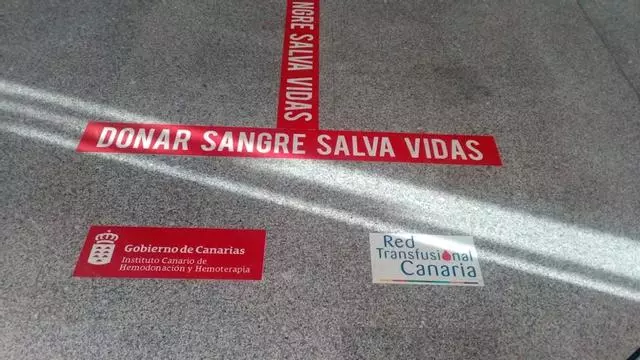 NGRE SALVA VIDAS
DONAR SANGRE SALVA VIDAS
Gobierno de Canarias
Instituto Canario de
Hemodonación y Hemoterapia
Red
Transfusional
Canaria